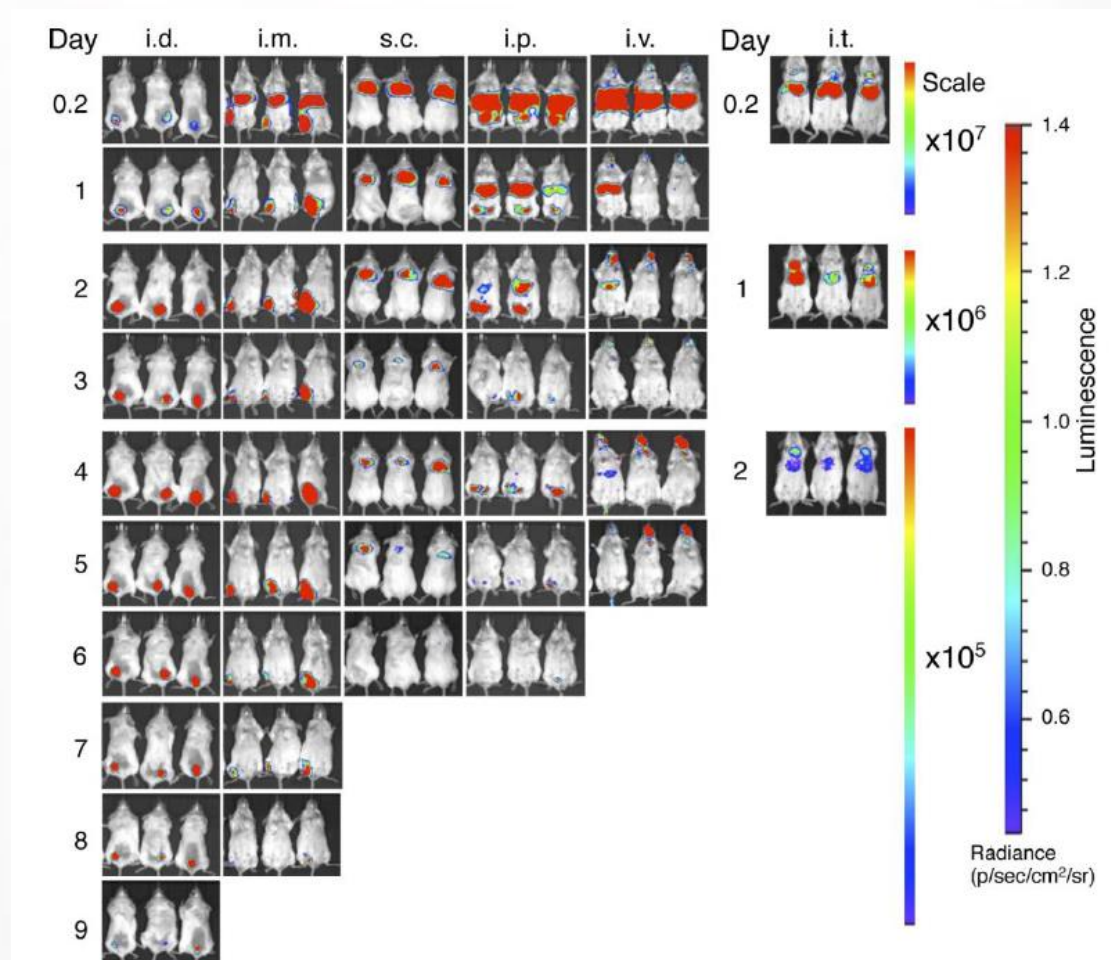 Day i.d. i.m. s.c. i.p. i.v. Day i.t.
0.2 0.2 Scale
x10⁷ 1.4
1
2 1 1.2
x10⁶
3 1.0
Luminescence
4 2
5 0.8
6 x10⁵
0.6
7
8 Radiance
(p/sec/cm²/sr)
9